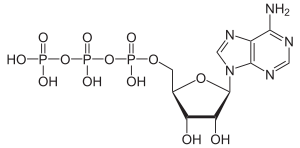 NH₂
O O O N N
HO-P-O-P-O-P-O O N N
OH OH OH
OH OH